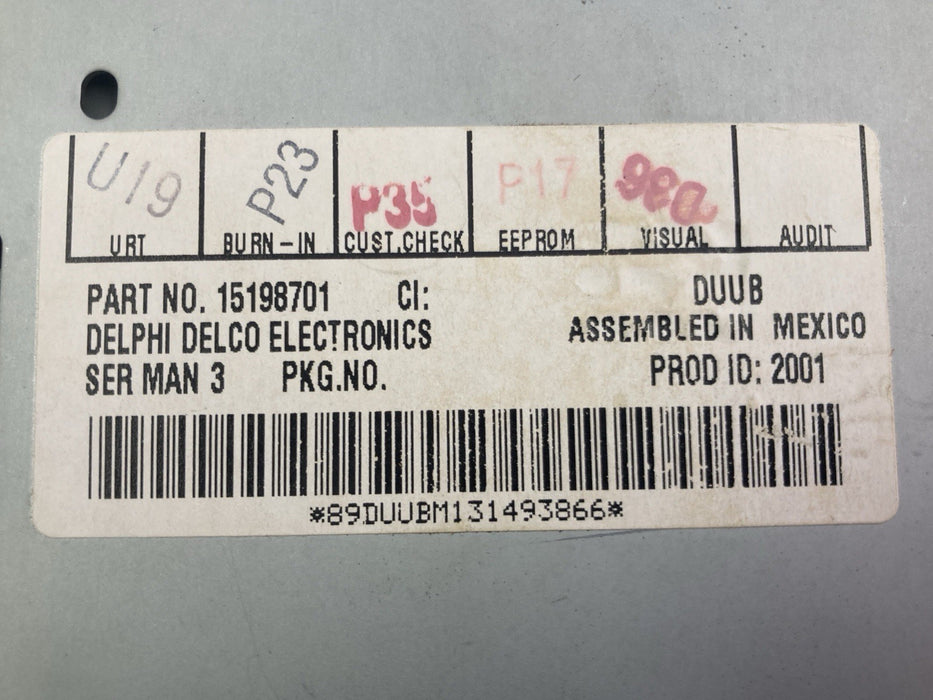 U19 P23 P35 P17 P36
URT BURN-IN CUST.CHECK EEPROM VISUAL AUDIT
PART NO. 15198701 CI: DUUB
DELPHI DELCO ELECTRONICS ASSEMBLED IN MEXICO
SER MAN 3 PKG.NO. PROD ID: 2001
*89DUUBM131493866*